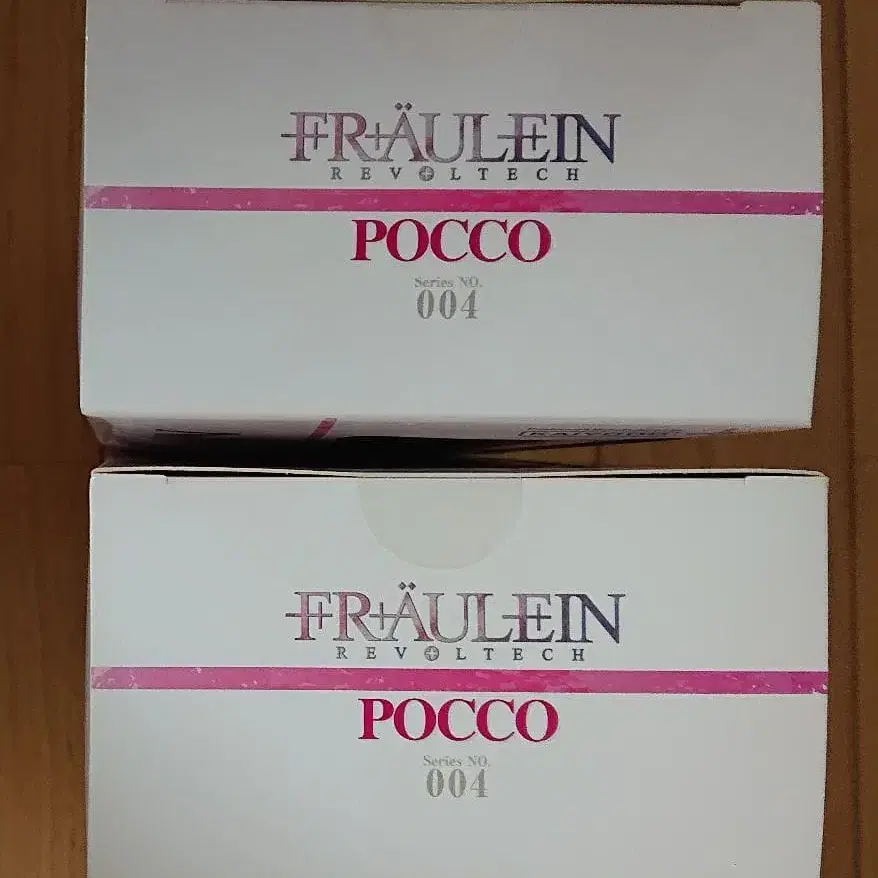 FRÄULEIN
REVOLTECH
POCCO
Series NO.
004
FRÄULEIN
REVOLTECH
POCCO
Series NO.
004